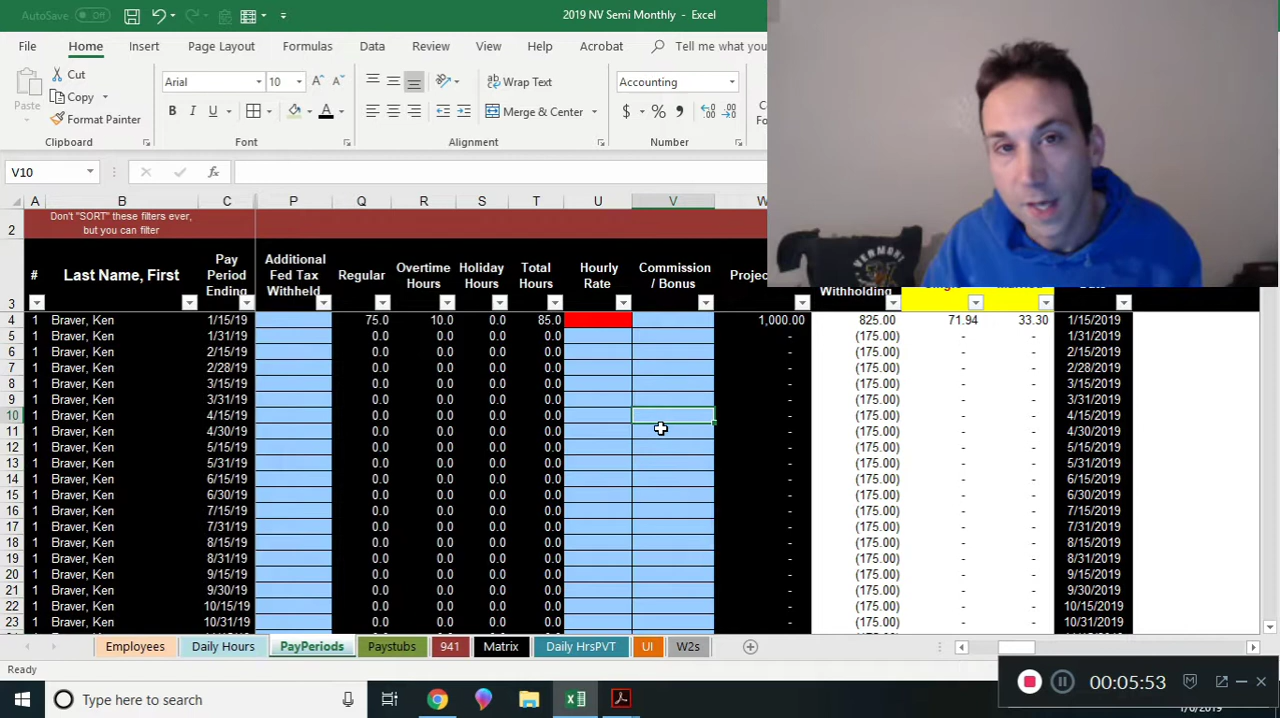 AutoSave Off 2019 NV Semi Monthly - Excel
File Home Insert Page Layout Formulas Data Review View Help Acrobat Tell me what you
Paste Cut Copy Format Painter Arial 10 Wrap Text Merge & Center Accounting
Clipboard Font Alignment Number
V10
A B C P Q R S T U V W
2 Don't "SORT" these filters ever,
but you can filter
3 # Last Name, First Pay Period Ending Additional Fed Tax Withheld Regular Overtime Hours Holiday Hours Total Hours Hourly Rate Commission / Bonus Withholding
4 1 Braver, Ken 1/15/19 75.0 10.0 0.0 85.0 1,000.00 825.00 71.94 33.30 1/15/2019
5 1 Braver, Ken 1/31/19 0.0 0.0 0.0 0.0 - (175.00) - - 1/31/2019
6 1 Braver, Ken 2/15/19 0.0 0.0 0.0 0.0 - (175.00) - - 2/15/2019
7 1 Braver, Ken 2/28/19 0.0 0.0 0.0 0.0 - (175.00) - - 2/28/2019
8 1 Braver, Ken 3/15/19 0.0 0.0 0.0 0.0 - (175.00) - - 3/15/2019
9 1 Braver, Ken 3/31/19 0.0 0.0 0.0 0.0 - (175.00) - - 3/31/2019
10 1 Braver, Ken 4/15/19 0.0 0.0 0.0 0.0 - (175.00) - - 4/15/2019
11 1 Braver, Ken 4/30/19 0.0 0.0 0.0 0.0 - (175.00) - - 4/30/2019
12 1 Braver, Ken 5/15/19 0.0 0.0 0.0 0.0 - (175.00) - - 5/15/2019
13 1 Braver, Ken 5/31/19 0.0 0.0 0.0 0.0 - (175.00) - - 5/31/2019
14 1 Braver, Ken 6/15/19 0.0 0.0 0.0 0.0 - (175.00) - - 6/15/2019
15 1 Braver, Ken 6/30/19 0.0 0.0 0.0 0.0 - (175.00) - - 6/30/2019
16 1 Braver, Ken 7/15/19 0.0 0.0 0.0 0.0 - (175.00) - - 7/15/2019
17 1 Braver, Ken 7/31/19 0.0 0.0 0.0 0.0 - (175.00) - - 7/31/2019
18 1 Braver, Ken 8/15/19 0.0 0.0 0.0 0.0 - (175.00) - - 8/15/2019
19 1 Braver, Ken 8/31/19 0.0 0.0 0.0 0.0 - (175.00) - - 8/31/2019
20 1 Braver, Ken 9/15/19 0.0 0.0 0.0 0.0 - (175.00) - - 9/15/2019
21 1 Braver, Ken 9/30/19 0.0 0.0 0.0 0.0 - (175.00) - - 9/30/2019
22 1 Braver, Ken 10/15/19 0.0 0.0 0.0 0.0 - (175.00) - - 10/15/2019
23 1 Braver, Ken 10/31/19 0.0 0.0 0.0 0.0 - (175.00) - - 10/31/2019
Employees Daily Hours PayPeriods Paystubs 941 Matrix Daily HrsPVT UI W2s
Ready
Type here to search
00:05:53
VERMONT